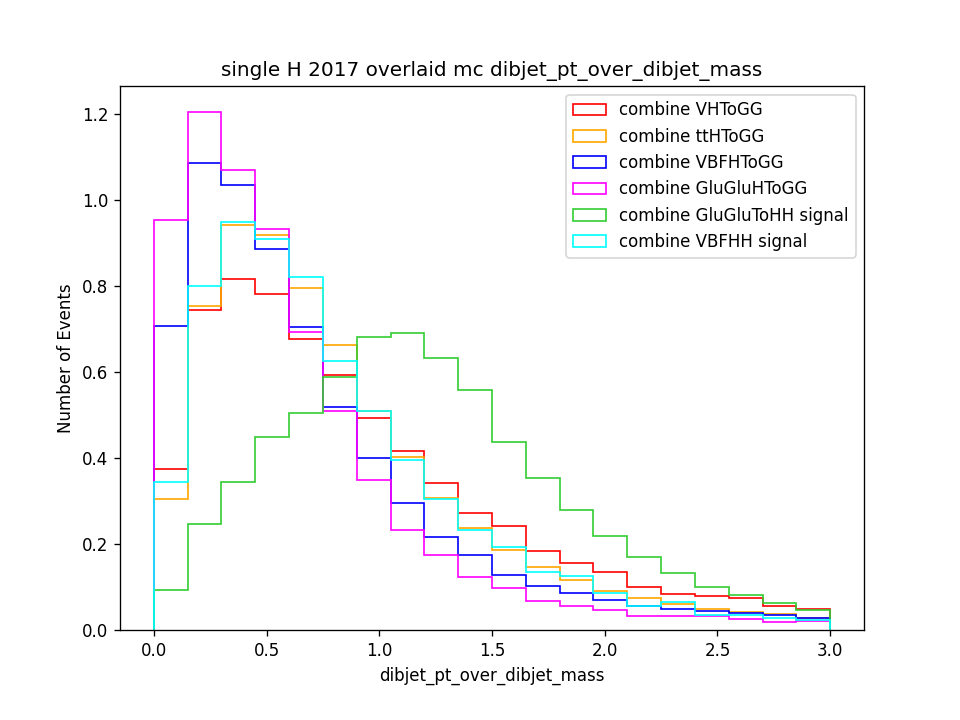 single H 2017 overlaid mc dibjet_pt_over_dibjet_mass
combine VHToGG
combine ttHToGG
combine VBFHToGG
combine GluGluHToGG
combine GluGluToHH signal
combine VBFHH signal
Number of Events
1.2
1.0
0.8
0.6
0.4
0.2
0.0
0.0 0.5 1.0 1.5 2.0 2.5 3.0
dibjet_pt_over_dibjet_mass